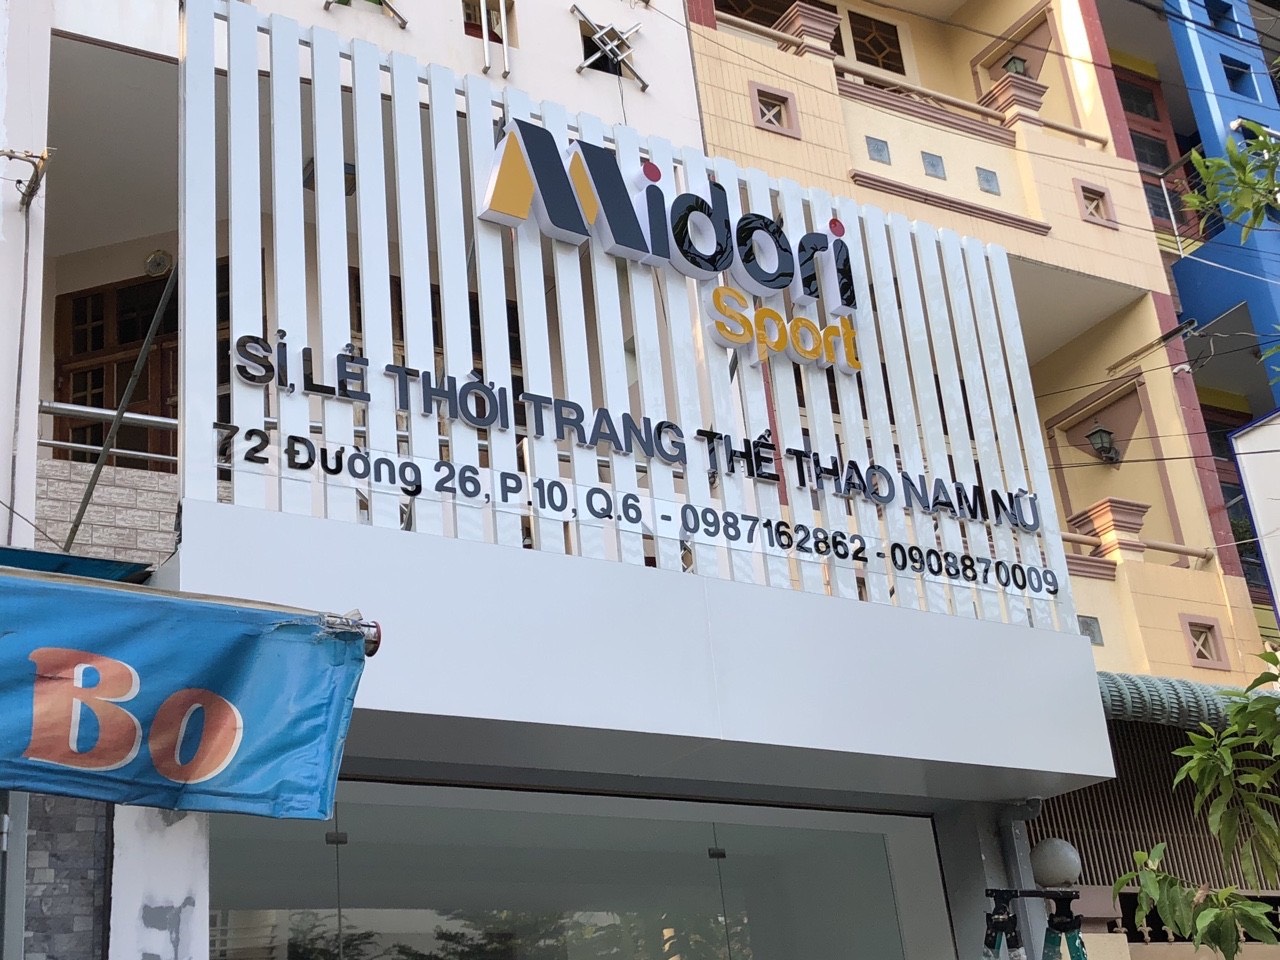 Midori
Sport
SỈ, LẺ THỜI TRANG THỂ THAO NAM NỮ
72 Đường 26, P.10, Q.6 - 0987162862 - 0908870009
BO